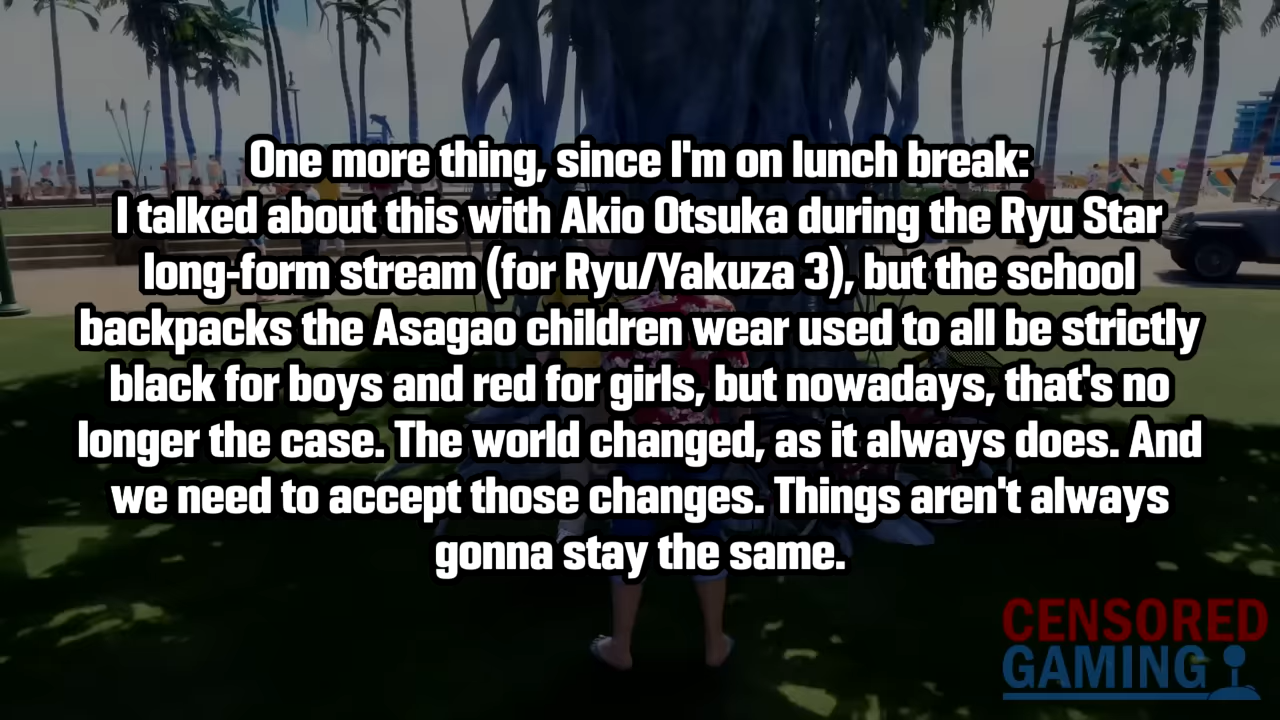 One more thing, since I'm on lunch break:
I talked about this with Akio Otsuka during the Ryu Star
long-form stream (for Ryu/Yakuza 3), but the school
backpacks the Asagao children wear used to all be strictly
black for boys and red for girls, but nowadays, that's no
longer the case. The world changed, as it always does. And
we need to accept those changes. Things aren't always
gonna stay the same.
CENSORED
GAMING